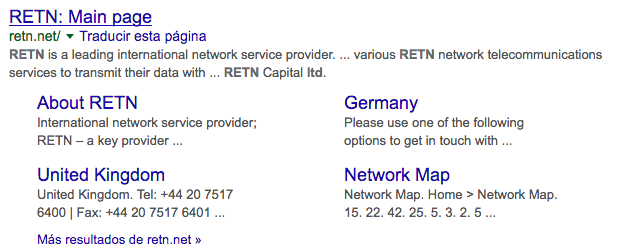 RETN: Main page
retn.net/ ▼ Traducir esta página
RETN is a leading international network service provider. ... various RETN network telecommunications
services to transmit their data with ... RETN Capital ltd.
About RETN
International network service provider;
RETN – a key provider ...
Germany
Please use one of the following
options to get in touch with ...
United Kingdom
United Kingdom. Tel: +44 20 7517
6400 | Fax: +44 20 7517 6401 ...
Network Map
Network Map. Home > Network Map.
15. 22. 42. 25. 5. 3. 2. 5 ...
Más resultados de retn.net »